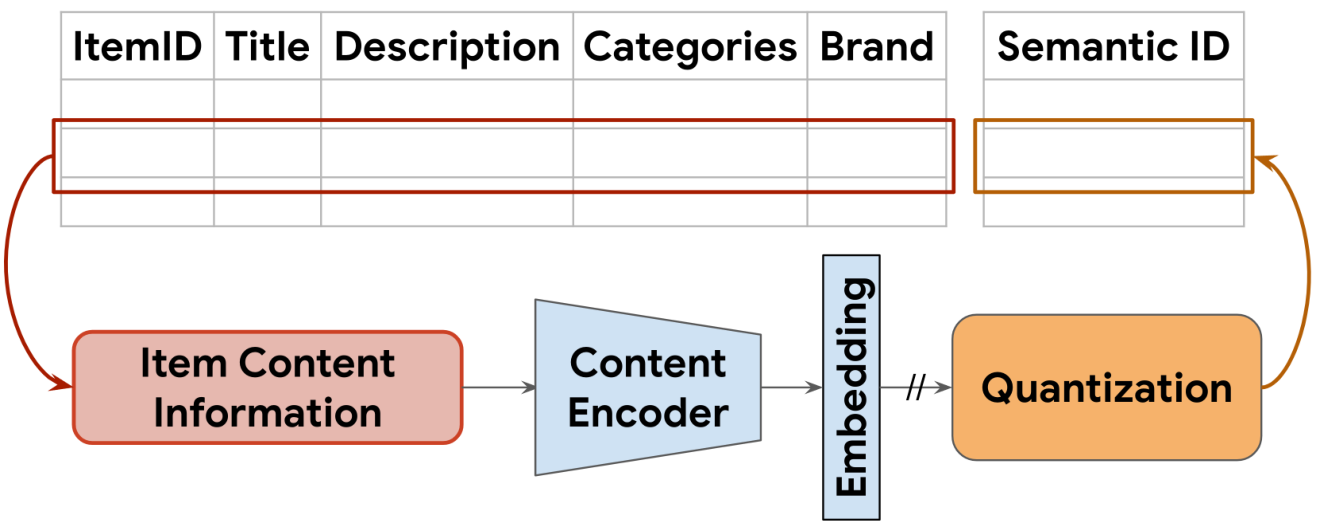 ItemID Title Description Categories Brand Semantic ID
Item Content
Information
Content
Encoder
Embedding
//
Quantization